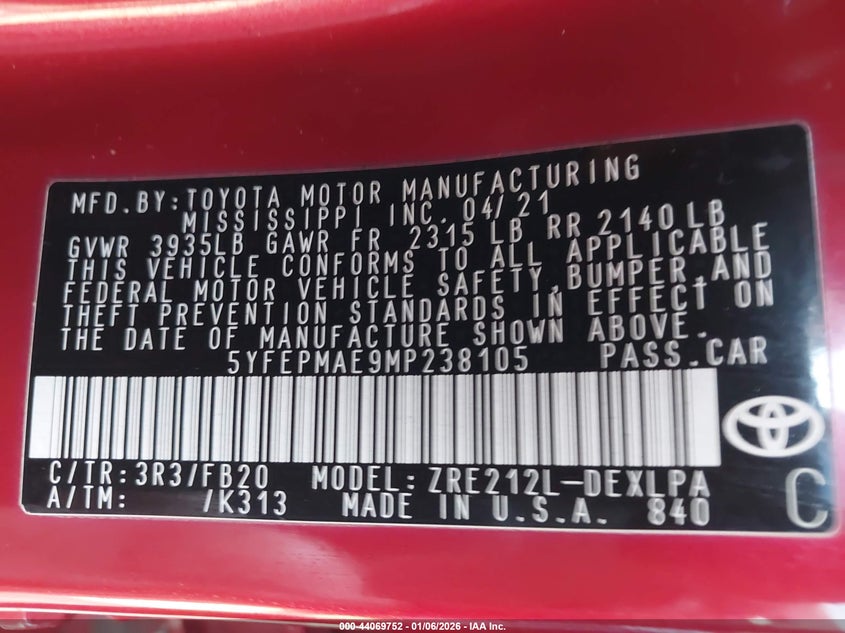 MFD.BY:TOYOTA MOTOR MANUFACTURING
MISSISSIPPI INC. 04/21
GVWR 3935LB GAWR FR 2315 LB RR 2140LB
THIS VEHICLE CONFORMS TO ALL APPLICABLE
FEDERAL MOTOR VEHICLE SAFETY,BUMPER,AND
THEFT PREVENTION STANDARDS IN EFFECT ON
THE DATE OF MANUFACTURE SHOWN ABOVE.
5YFEPMAE9MP238105 PASS.CAR
C/TR:3R3/FB20 MODEL:ZRE212L-DEXLPA
A/TM: /K313 MADE IN U.S.A. 840
C
000-44069752 - 01/06/2026 - IAA Inc.